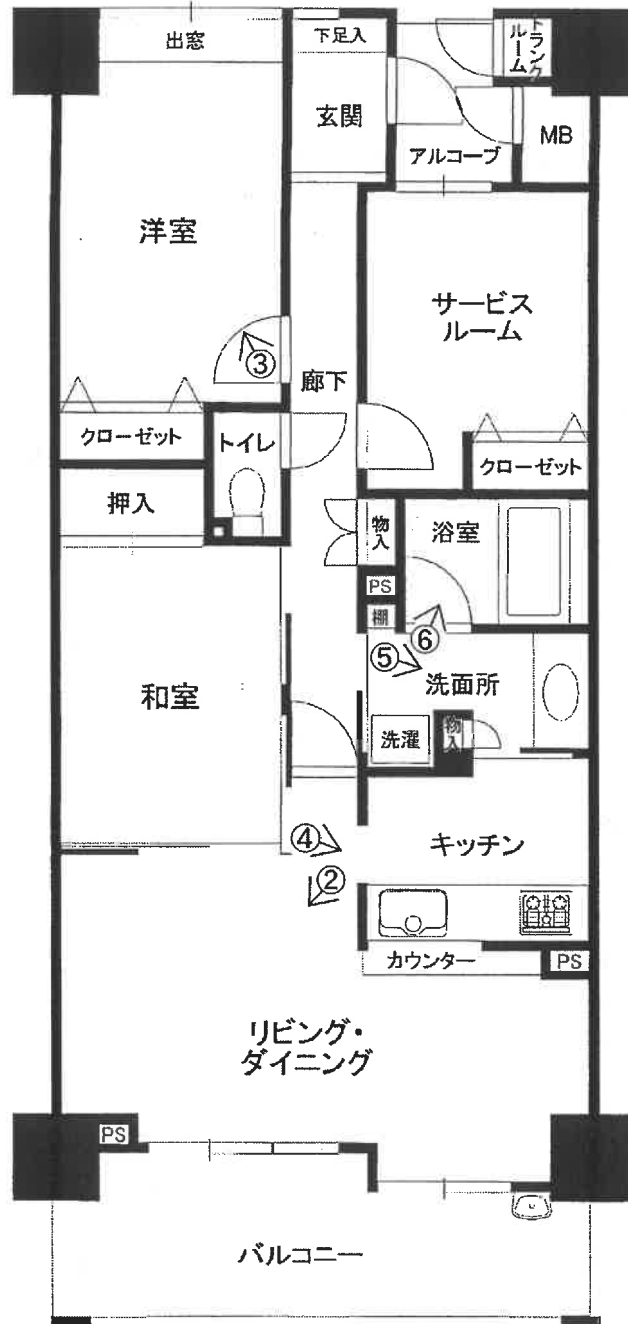 出窓
下足入
トランク
ルーム
玄関
MB
アルコーブ
洋室
サービス
ルーム
③
廊下
クローゼット
トイレ
クローゼット
押入
物入
浴室
PS
棚
⑥
⑤
洗面所
和室
洗濯
物入
④
キッチン
②
カウンター
PS
リビング・
ダイニング
PS
バルコニー